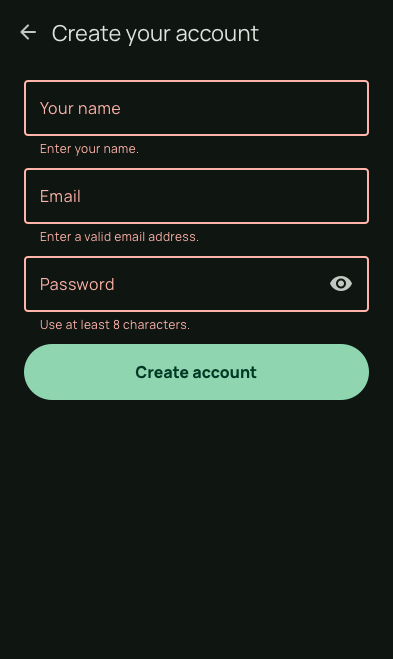 Create your account
Your name
Enter your name.
Email
Enter a valid email address.
Password
Use at least 8 characters.
Create account